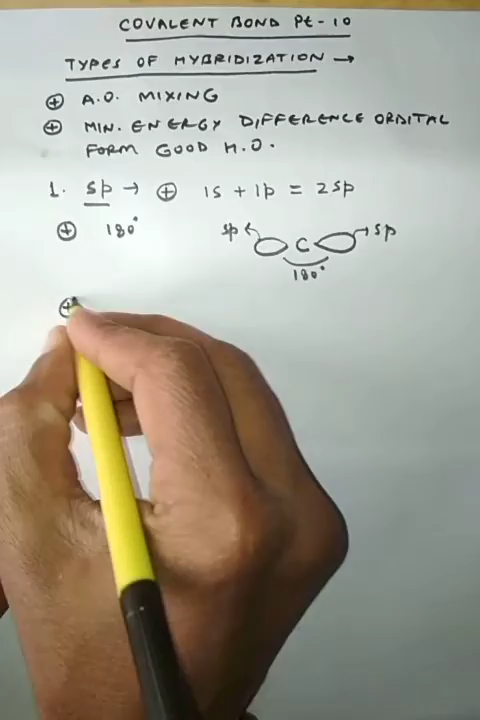 COVALENT BOND Pt-10
TYPES OF HYBRIDIZATION →
⊕ A.O. MIXING
⊕ MIN. ENERGY DIFFERENCE ORBITAL
FORM GOOD H.O.
1. sp → ⊕ 1s + 1p = 2sp
⊕ 180°
sp C sp
180°
⊕